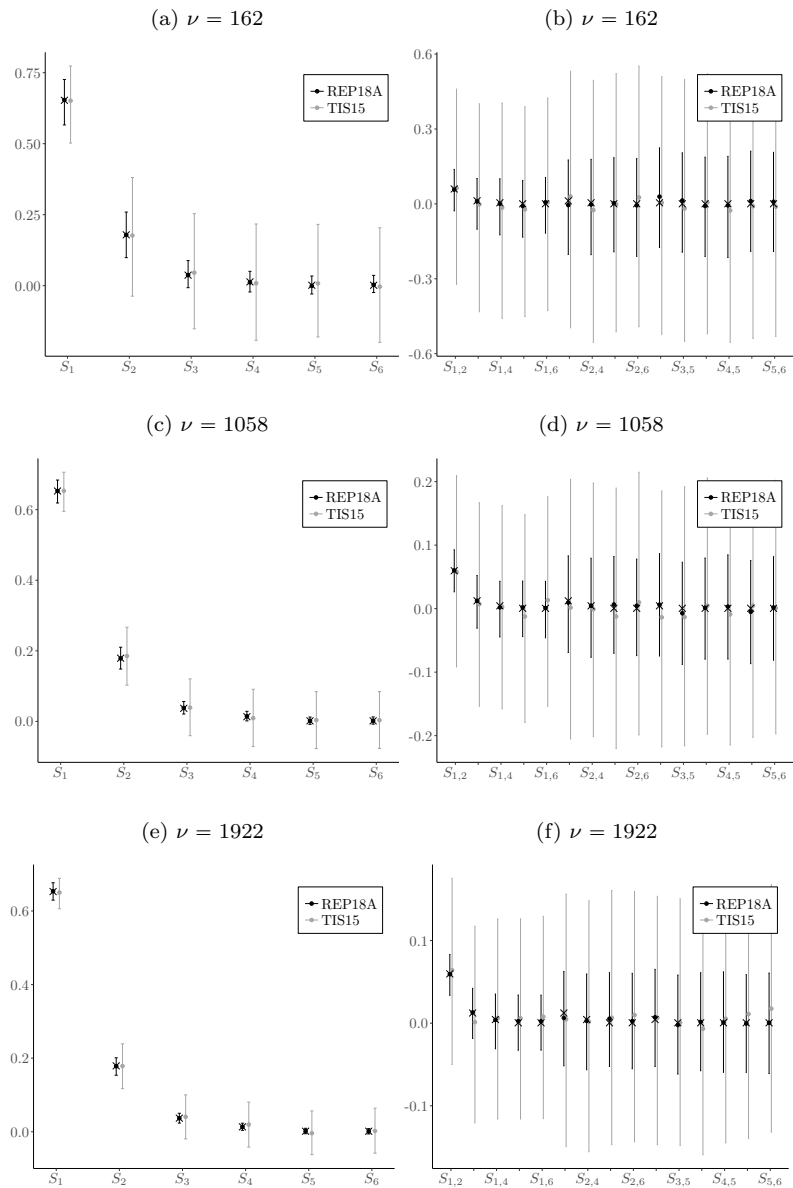 (a) ν = 162
(b) ν = 162
0.75
0.50
0.25
0.00
REP18A
TIS15
S1 S2 S3 S4 S5 S6
0.6
0.3
0.0
-0.3
-0.6
REP18A
TIS15
S1,2 S1,4 S1,6 S2,4 S2,6 S3,5 S4,5 S5,6
(c) ν = 1058
(d) ν = 1058
0.6
0.4
0.2
0.0
REP18A
TIS15
S1 S2 S3 S4 S5 S6
0.2
0.1
0.0
-0.1
-0.2
REP18A
TIS15
S1,2 S1,4 S1,6 S2,4 S2,6 S3,5 S4,5 S5,6
(e) ν = 1922
(f) ν = 1922
0.6
0.4
0.2
0.0
REP18A
TIS15
S1 S2 S3 S4 S5 S6
0.1
0.0
-0.1
REP18A
TIS15
S1,2 S1,4 S1,6 S2,4 S2,6 S3,5 S4,5 S5,6